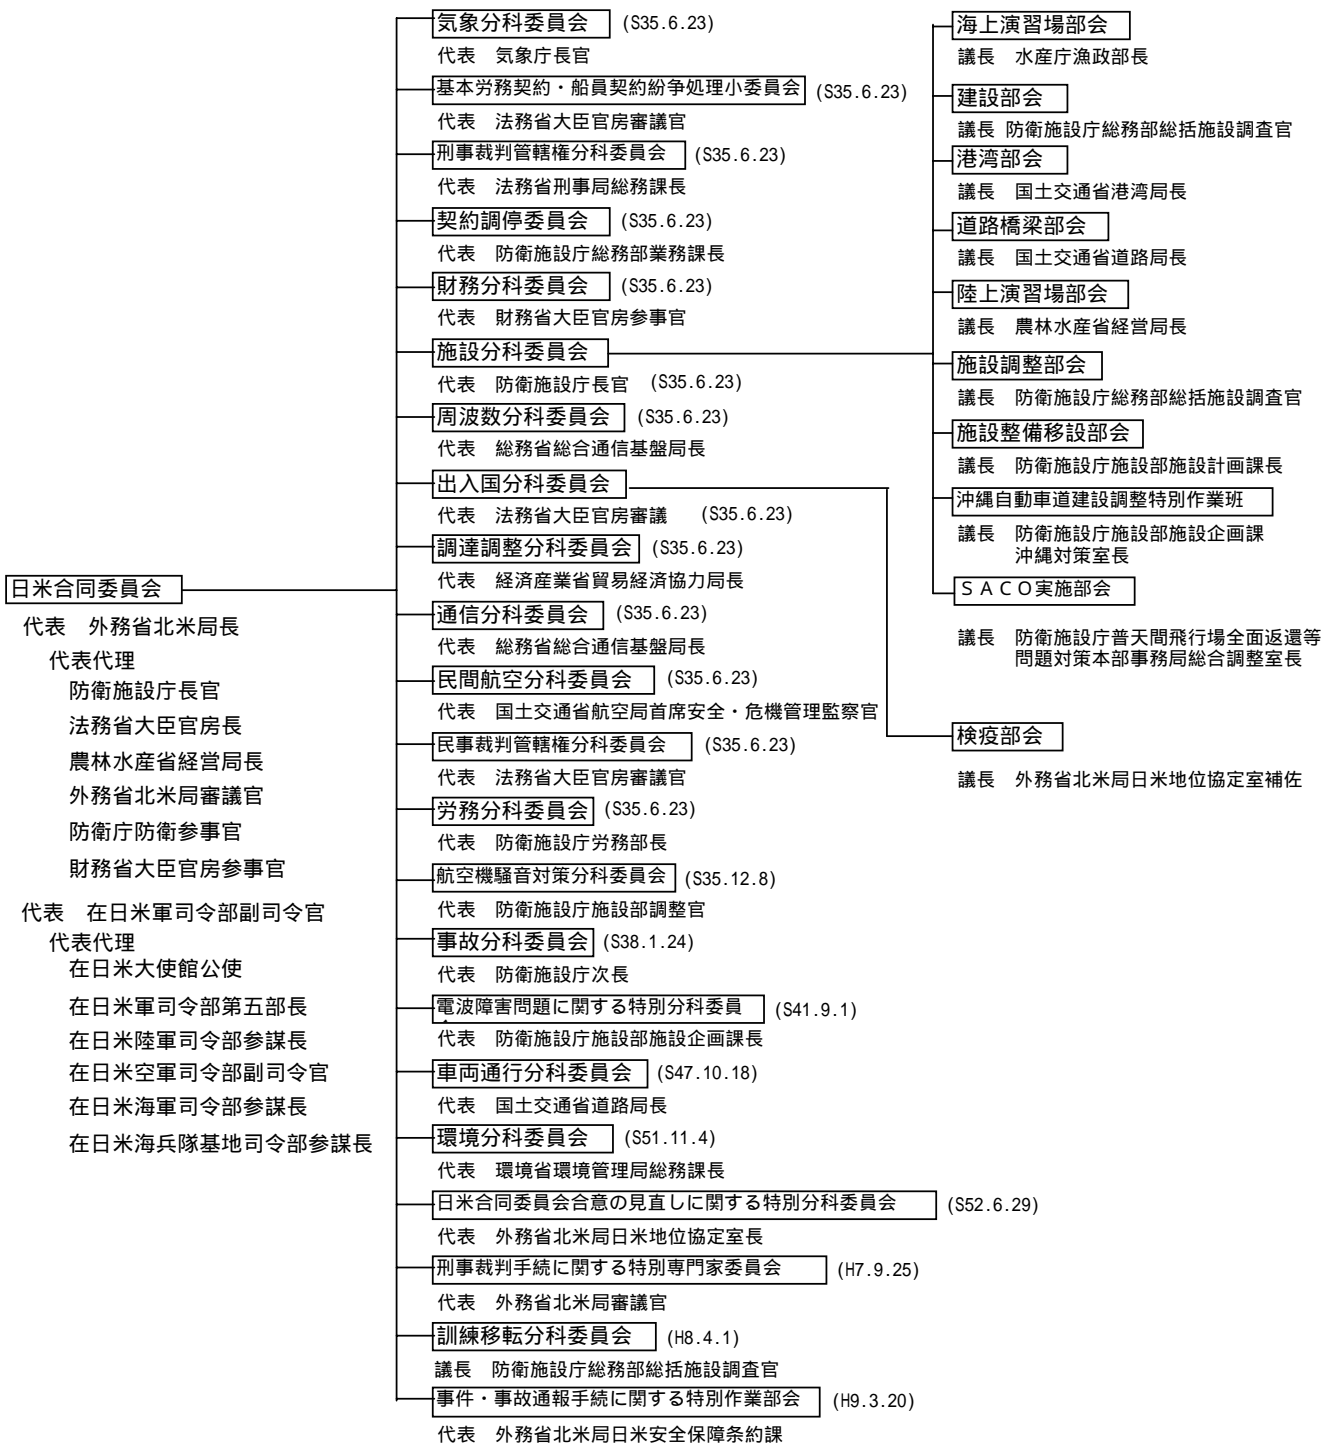 日米合同委員会
代表　外務省北米局長
代表代理
防衛施設庁長官
法務省大臣官房長
農林水産省経営局長
外務省北米局審議官
防衛庁防衛参事官
財務省大臣官房参事官
代表　在日米軍司令部副司令官
代表代理
在日米大使館公使
在日米軍司令部第五部長
在日米陸軍司令部参謀長
在日米空軍司令部副司令官
在日米海軍司令部参謀長
在日米海兵隊基地司令部参謀長
気象分科委員会 (S35.6.23)
代表　気象庁長官
基本労務契約・船員契約紛争処理小委員会 (S35.6.23)
代表　法務省大臣官房審議官
刑事裁判管轄権分科委員会 (S35.6.23)
代表　法務省刑事局総務課長
契約調停委員会 (S35.6.23)
代表　防衛施設庁総務部業務課長
財務分科委員会 (S35.6.23)
代表　財務省大臣官房参事官
施設分科委員会
代表　防衛施設庁長官 (S35.6.23)
周波数分科委員会 (S35.6.23)
代表　総務省総合通信基盤局長
出入国分科委員会
代表　法務省大臣官房審議 (S35.6.23)
調達調整分科委員会 (S35.6.23)
代表　経済産業省貿易経済協力局長
通信分科委員会 (S35.6.23)
代表　総務省総合通信基盤局長
民間航空分科委員会 (S35.6.23)
代表　国土交通省航空局首席安全・危機管理監察官
民事裁判管轄権分科委員会 (S35.6.23)
代表　法務省大臣官房審議官
労務分科委員会 (S35.6.23)
代表　防衛施設庁労務部長
航空機騒音対策分科委員会 (S35.12.8)
代表　防衛施設庁施設部調整官
事故分科委員会 (S38.1.24)
代表　防衛施設庁次長
電波障害問題に関する特別分科委員 (S41.9.1)
代表　防衛施設庁施設部施設企画課長
車両通行分科委員会 (S47.10.18)
代表　国土交通省道路局長
環境分科委員会 (S51.11.4)
代表　環境省環境管理局総務課長
日米合同委員会合意の見直しに関する特別分科委員会 (S52.6.29)
代表　外務省北米局日米地位協定室長
刑事裁判手続に関する特別専門家委員会 (H7.9.25)
代表　外務省北米局審議官
訓練移転分科委員会 (H8.4.1)
議長　防衛施設庁総務部総括施設調査官
事件・事故通報手続に関する特別作業部会 (H9.3.20)
代表　外務省北米局日米安全保障条約課
海上演習場部会
議長　水産庁漁政部長
建設部会
議長 防衛施設庁総務部総括施設調査官
港湾部会
議長　国土交通省港湾局長
道路橋梁部会
議長　国土交通省道路局長
陸上演習場部会
議長　農林水産省経営局長
施設調整部会
議長　防衛施設庁総務部総括施設調査官
施設整備移設部会
議長　防衛施設庁施設部施設計画課長
沖縄自動車道建設調整特別作業班
議長　防衛施設庁施設部施設企画課
沖縄対策室長
ＳＡＣＯ実施部会
議長　防衛施設庁普天間飛行場全面返還等
問題対策本部事務局総合調整室長
検疫部会
議長　外務省北米局日米地位協定室補佐